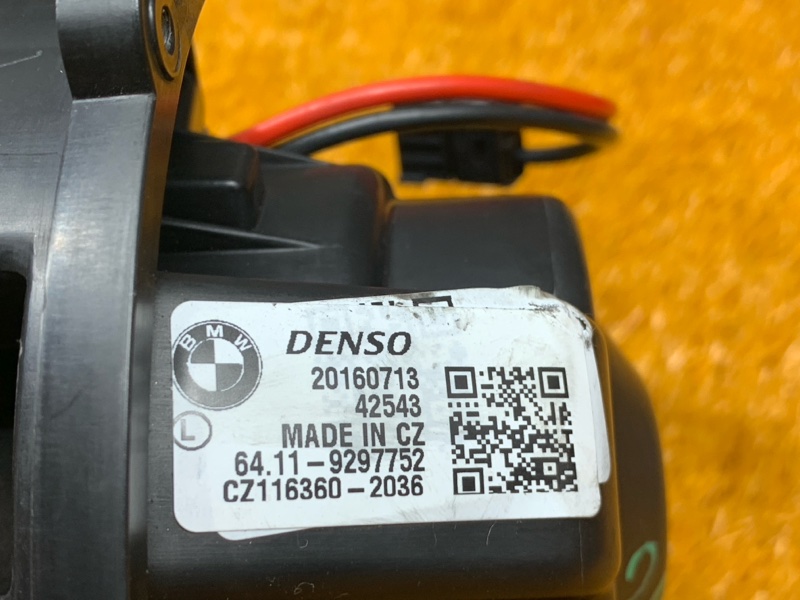 BMW
DENSO
20160713
42543
L
MADE IN CZ
64.11-9297752
CZ116360-2036